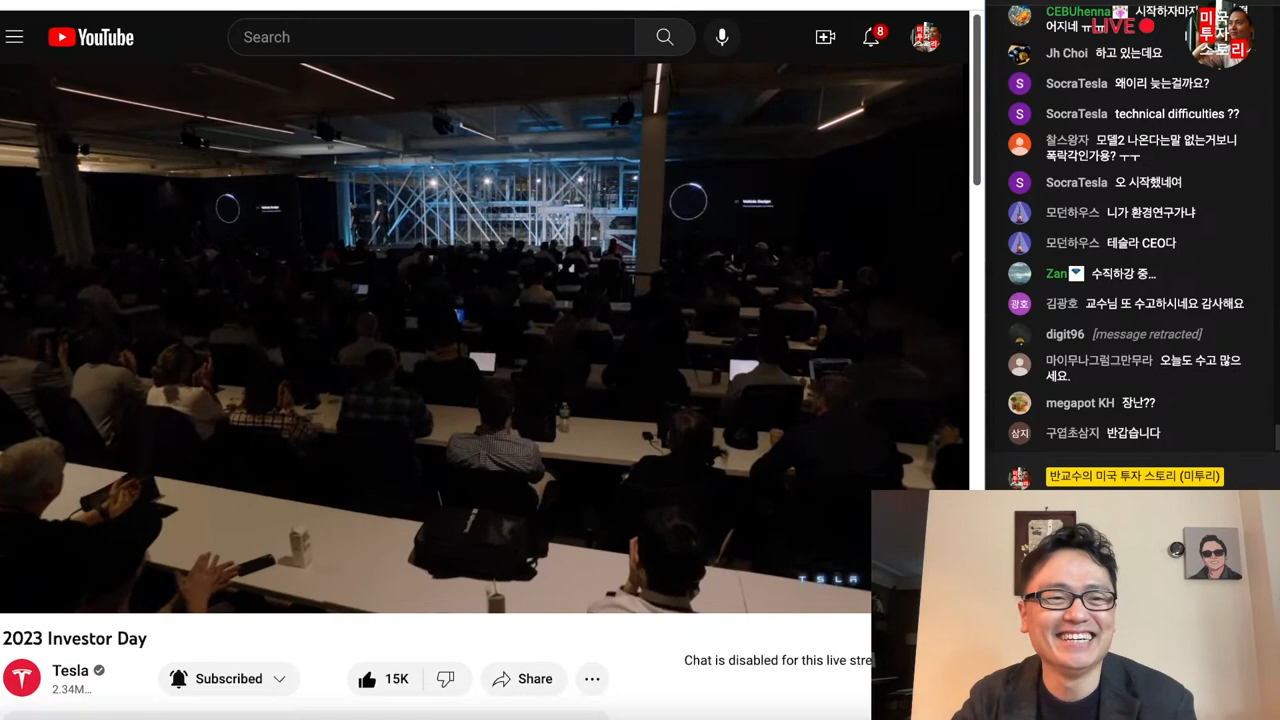 YouTube
Search
8
2023 Investor Day
Tesla
2.34M...
Subscribed
15K
Share
...
Chat is disabled for this live stre
TESLA
CEBUhenna 시작하자마자
어지네 ㅠㅠ
LIVE
미국
투자
스토리
Jh Choi 하고 있는데요
S SocraTesla 왜이리 늦는걸까요?
S SocraTesla technical difficulties ??
찰스왕자 모델2 나온다는말 없는거보니
폭락각인가용? ㅜㅜ
S SocraTesla 오 시작했네여
모던하우스 니가 환경연구가냐
모던하우스 테슬라 CEO다
Zan 수직하강 중...
광호 김광호 교수님 또 수고하시네요 감사해요
digit96 [message retracted]
마이무나그럼그만무라 오늘도 수고 많으
세요.
megapot KH 장난??
삼지 구엽초삼지 반갑습니다
반교수의 미국 투자 스토리 (미투리)